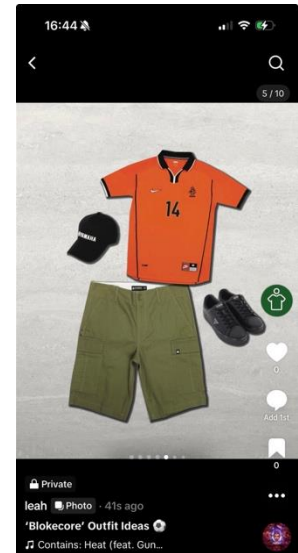 16:44
5/10
14
YAMAHA
0
Add 1st
0
Private
leah Photo · 41s ago
‘Blokecore’ Outfit Ideas ⚽
♫ Contains: Heat (feat. Gun...